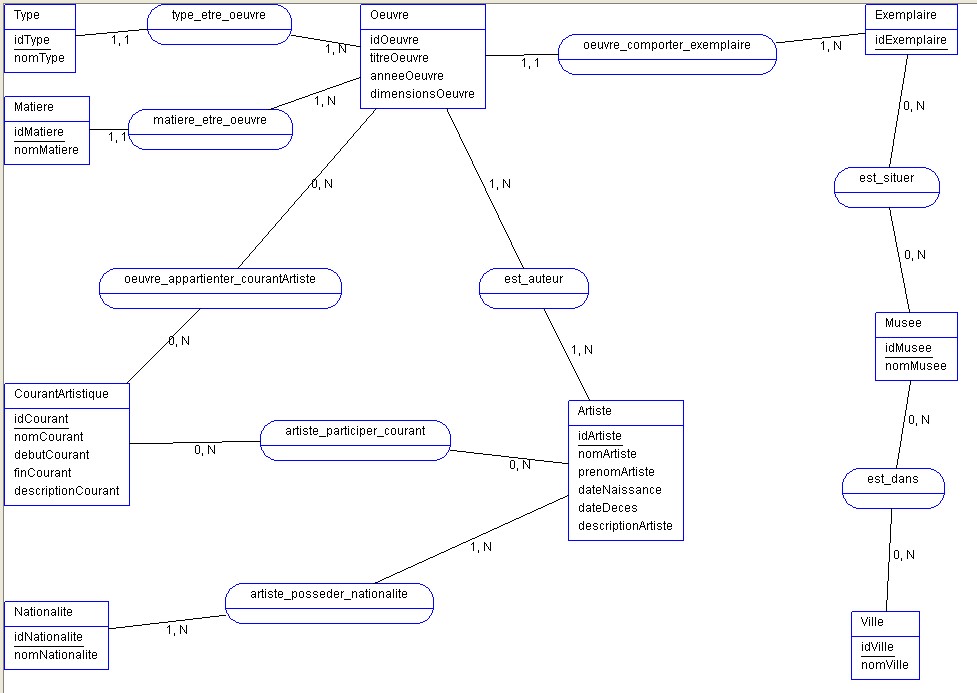 Type
idType
nomType
1, 1
type_etre_oeuvre
1, N
Oeuvre
idOeuvre
titreOeuvre
anneeOeuvre
dimensionsOeuvre
1, 1
oeuvre_comporter_exemplaire
1, N
Exemplaire
idExemplaire
Matiere
idMatiere
nomMatiere
1, 1
matiere_etre_oeuvre
1, N
0, N
est_situer
0, N
0, N
1, N
oeuvre_appartienter_courantArtiste
est_auteur
0, N
1, N
Musee
idMusee
nomMusee
CourantArtistique
idCourant
nomCourant
debutCourant
finCourant
descriptionCourant
0, N
artiste_participer_courant
0, N
Artiste
idArtiste
nomArtiste
prenomArtiste
dateNaissance
dateDeces
descriptionArtiste
0, N
est_dans
0, N
1, N
artiste_posseder_nationalite
1, N
Nationalite
idNationalite
nomNationalite
Ville
idVille
nomVille